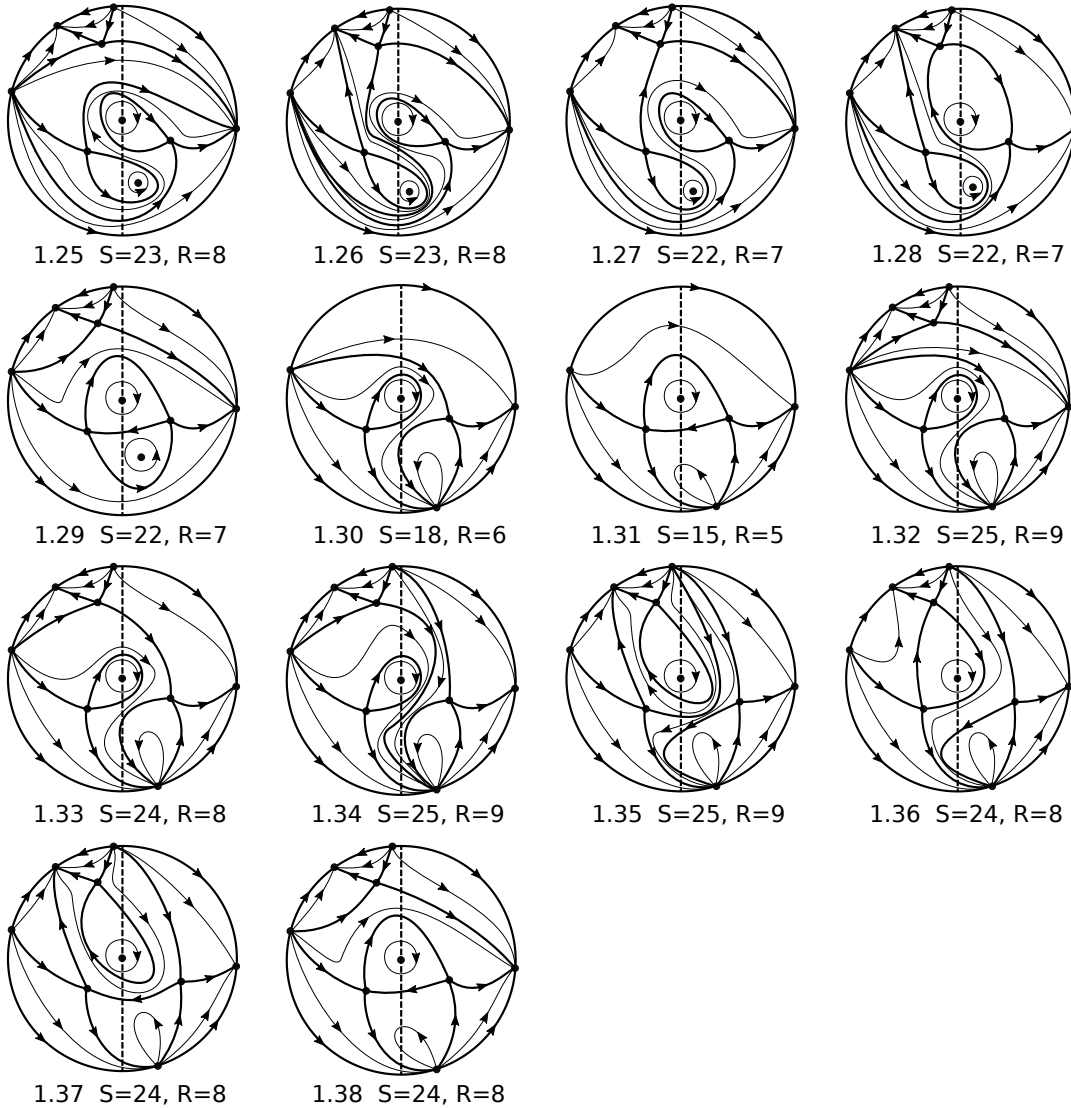 1.25 S=23, R=8
1.26 S=23, R=8
1.27 S=22, R=7
1.28 S=22, R=7
1.29 S=22, R=7
1.30 S=18, R=6
1.31 S=15, R=5
1.32 S=25, R=9
1.33 S=24, R=8
1.34 S=25, R=9
1.35 S=25, R=9
1.36 S=24, R=8
1.37 S=24, R=8
1.38 S=24, R=8